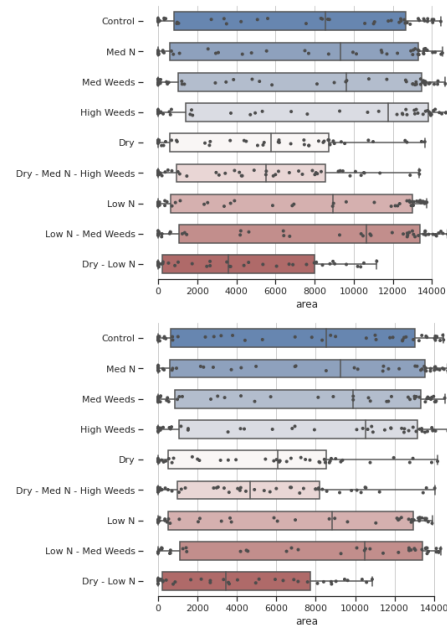 Control
Med N
Med Weeds
High Weeds
Dry
Dry - Med N - High Weeds
Low N
Low N - Med Weeds
Dry - Low N
0 2000 4000 6000 8000 10000 12000 14000
area
Control
Med N
Med Weeds
High Weeds
Dry
Dry - Med N - High Weeds
Low N
Low N - Med Weeds
Dry - Low N
0 2000 4000 6000 8000 10000 12000 14000
area